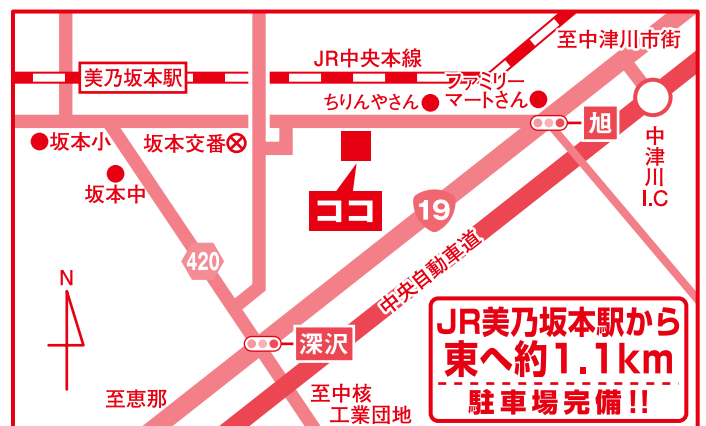 至中津川市街
JR中央本線
美乃坂本駅
ファミリー
マートさん
ちりんやさん
旭
坂本小
坂本交番
中津川I.C
坂本中
ココ
19
420
中央自動車道
N
JR美乃坂本駅から
東へ約1.1km
駐車場完備!!
深沢
至恵那
至中核
工業団地